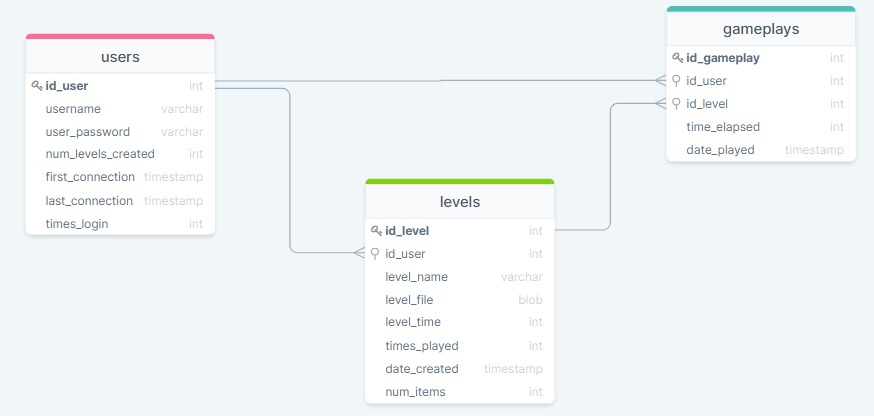 users
id_user int
username varchar
user_password varchar
num_levels_created int
first_connection timestamp
last_connection timestamp
times_login int
levels
id_level int
id_user int
level_name varchar
level_file blob
level_time int
times_played int
date_created timestamp
num_items int
gameplays
id_gameplay int
id_user int
id_level int
time_elapsed int
date_played timestamp